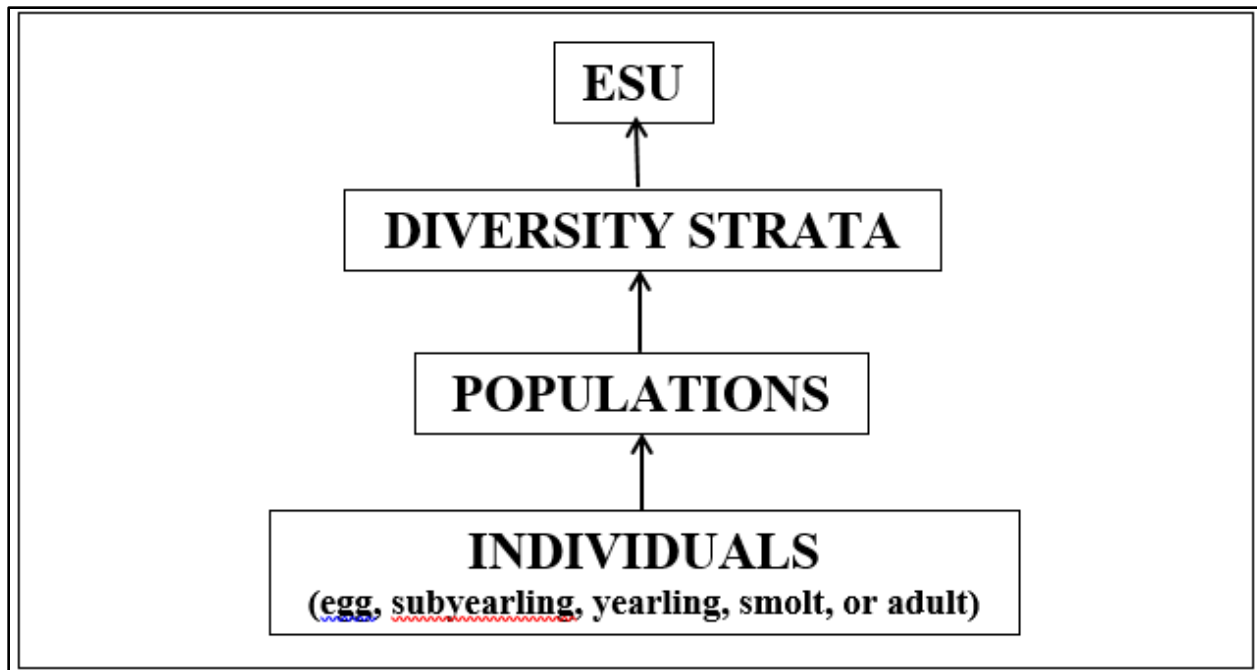 ESU
DIVERSITY STRATA
POPULATIONS
INDIVIDUALS
(egg, subyearling, yearling, smolt, or adult)